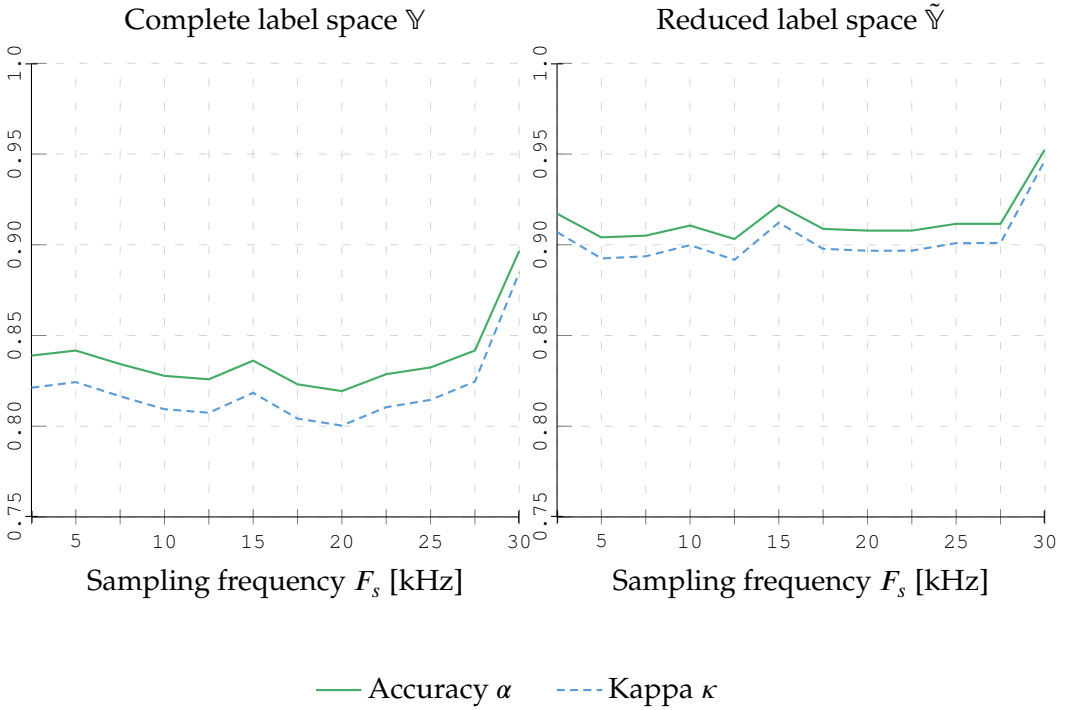 Complete label space 𝕐
1.0
0.95
0.90
0.85
0.80
0.75
5 10 15 20 25 30
Sampling frequency Fₛ [kHz]
Reduced label space 𝕐̃
1.0
0.95
0.90
0.85
0.80
0.75
5 10 15 20 25 30
Sampling frequency Fₛ [kHz]
Accuracy α Kappa κ